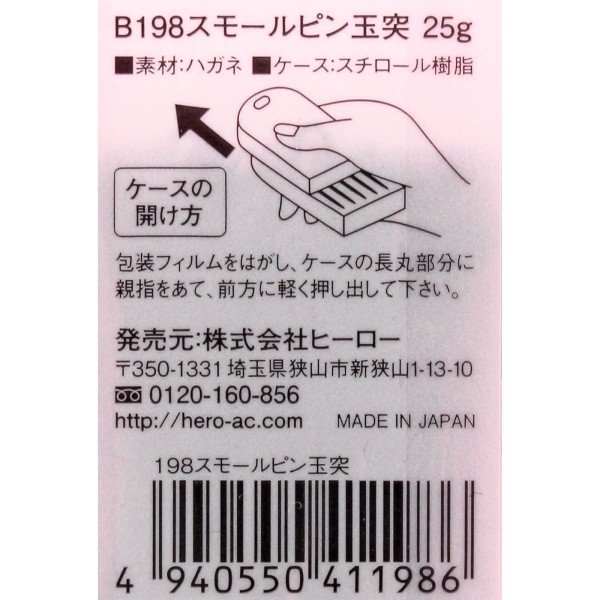 B198スモールピン玉突 25g
■素材:ハガネ ■ケース:スチロール樹脂
ケースの
開け方
包装フィルムをはがし、ケースの長丸部分に
親指をあて、前方に軽く押し出して下さい。
発売元:株式会社ヒーロー
〒350-1331 埼玉県狭山市新狭山1-13-10
0120-160-856
http://hero-ac.com MADE IN JAPAN
198スモールピン玉突
4 940550 411986